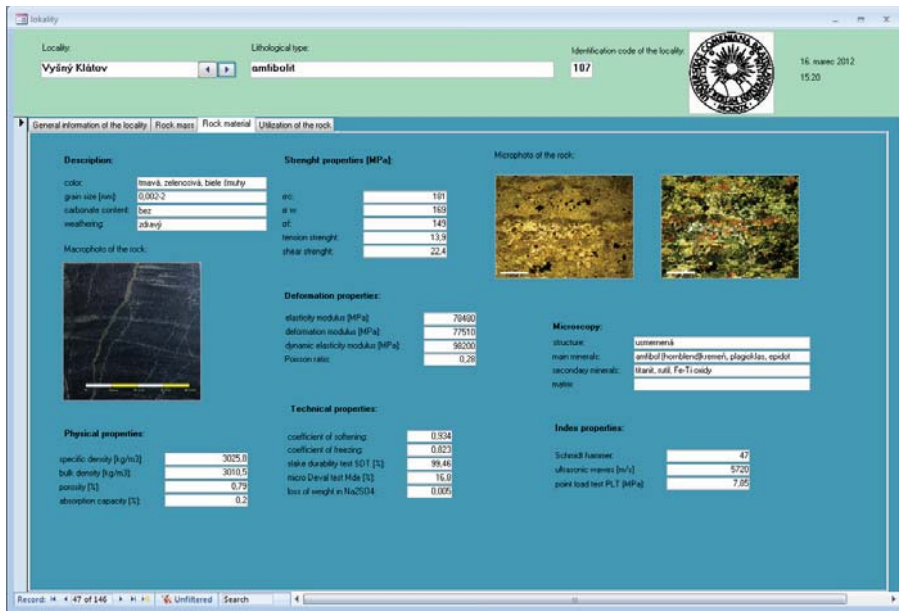 lokality
Locality:
Vyšný Klátov
Lithological type:
amfibolit
Identification code of the locality:
107
16. marec 2012
15:20
General information of the locality
Rock mass
Rock material
Utilization of the rock
Description:
color: tmavá, zelenosivá, biele šmuhy
grain size [mm]: 0,002-2
carbonate content: bez
weathering: zdravý
Macrophoto of the rock:
Strenght properties [MPa]:
σc: 181
σ w: 169
σf: 149
tension strenght: 13,9
shear strenght: 22,4
Microphoto of the rock:
Deformation properties:
elasticity modulus [MPa]: 78480
deformation modulus [MPa]: 77510
dynamic elasticity modulus [MPa]: 98200
Poisson ratio: 0,28
Microscopy:
structure: usmernená
main minerals: amfibol (hornblend)kremeň, plagioklas, epidot
secondary minerals: titanit, rutil, Fe-Ti oxidy
matrix:
Physical properties:
specific density [kg/m3]: 3025,8
bulk density [kg/m3]: 3010,5
porosity [%]: 0,79
absorption capacity [%]: 0,2
Technical properties:
coefficient of softening: 0,934
coefficient of freezing: 0,823
slake durability test SDT [%]: 99,46
micro Deval test Mde [%]: 16,8
loss of weight in Na2SO4: 0,005
Index properties:
Schmidt hammer: 47
ultrasonic waves [m/s]: 5720
point load test PLT [MPa]: 7,85
Record: 47 of 146 Unfiltered Search